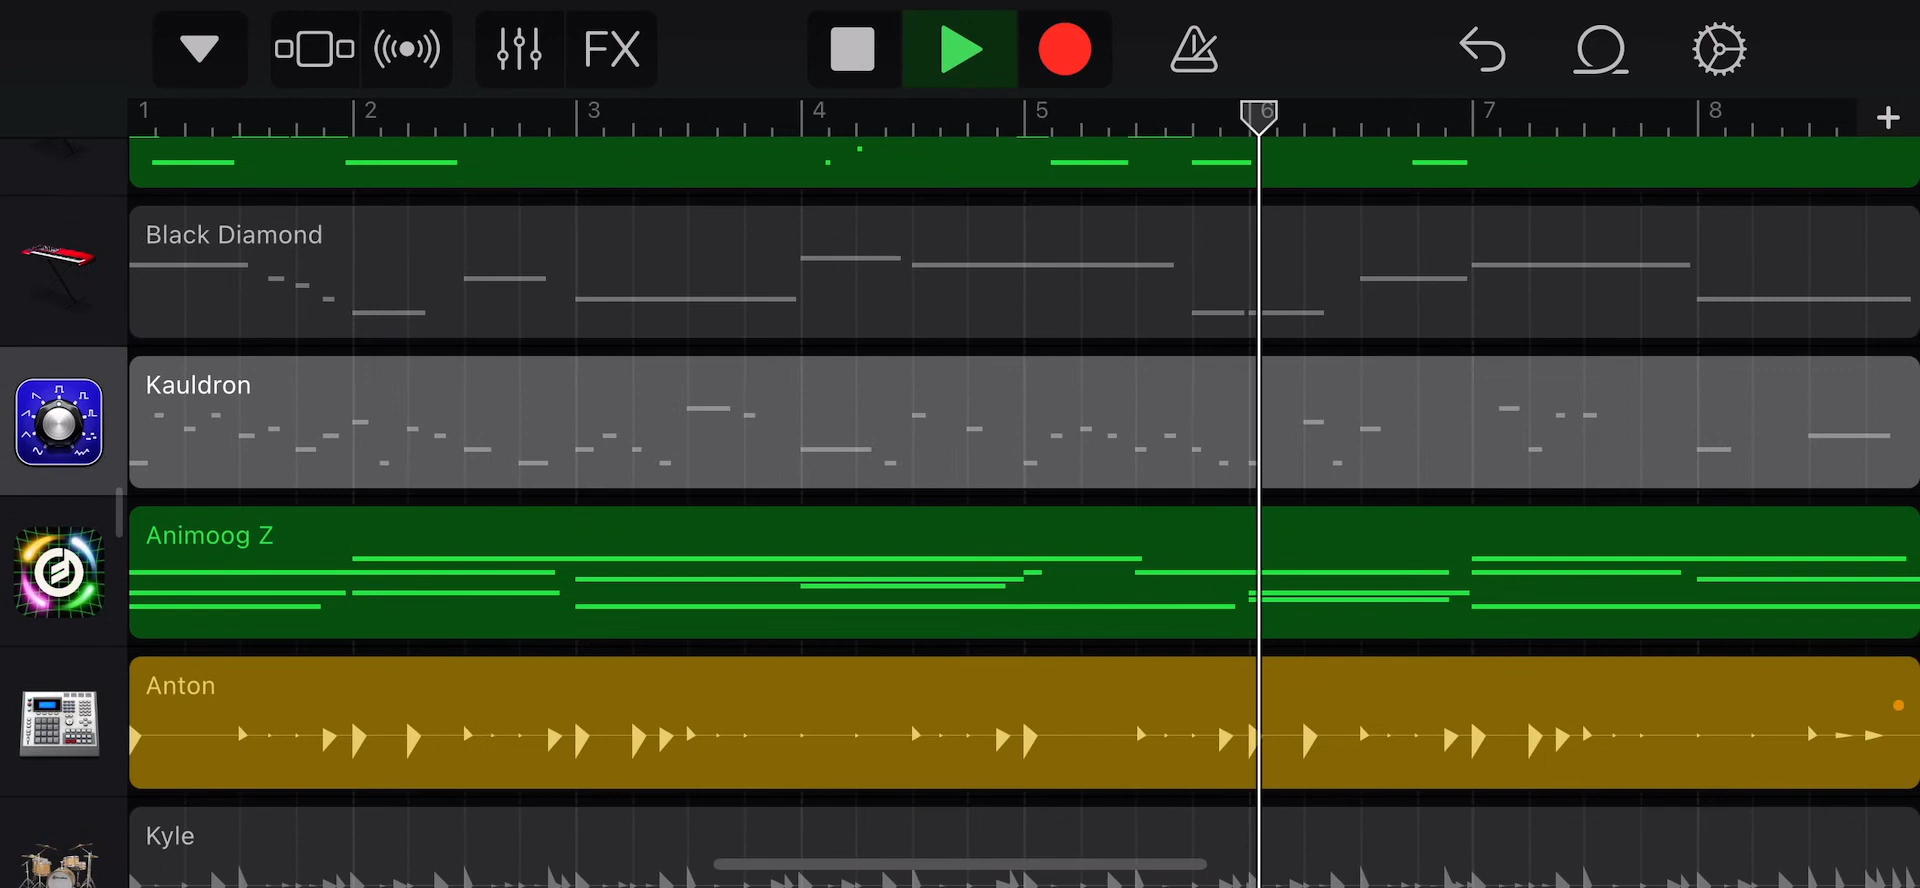 FX
1 2 3 4 5 6 7 8 +
Black Diamond
Kauldron
Animoog Z
Anton
Kyle